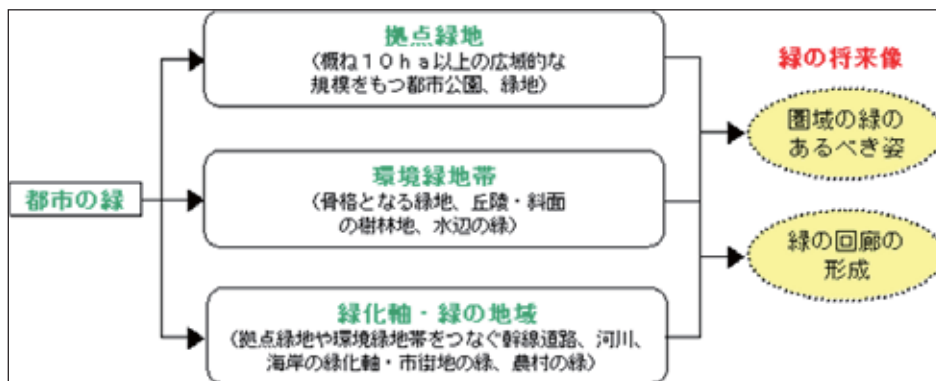 都市の緑
拠点緑地
〈概ね10ha以上の広域的な
規模をもつ都市公園、緑地〉
環境緑地帯
〈骨格となる緑地、丘陵・斜面
の樹林地、水辺の緑〉
緑化軸・緑の地域
〈拠点緑地や環境緑地帯をつなぐ幹線道路、河川、
海岸の緑化軸・市街地の緑、農村の緑〉
緑の将来像
圏域の緑の
あるべき姿
緑の回廊の
形成